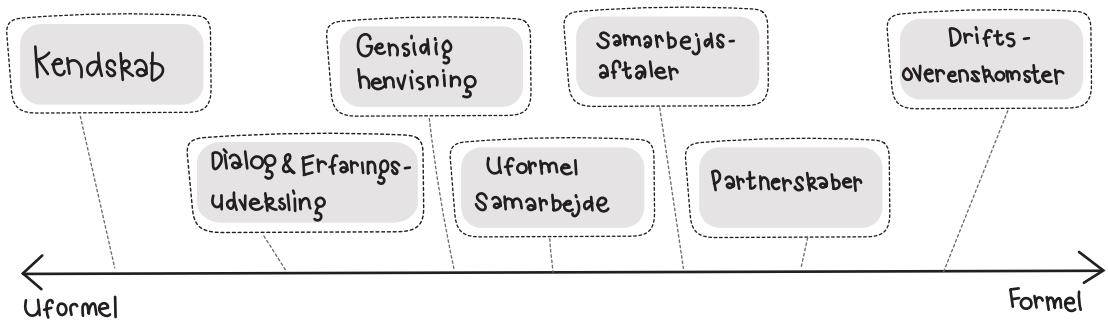 Kendskab
Dialog & Erfarings-
udveksling
Gensidig
henvisning
Uformel
Samarbejde
Samarbejds-
aftaler
Partnerskaber
Drifts-
overenskomster
Uformel
Formel